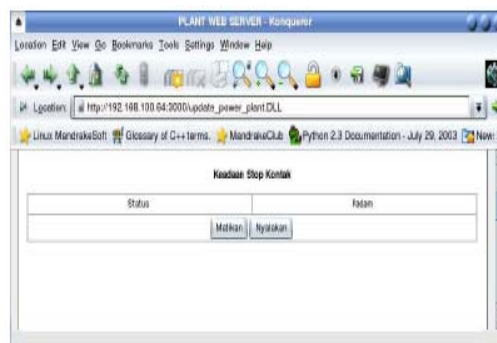 PLANT WEB SERVER - Konqueror
Location Edit View Go Bookmarks Tools Settings Window Help
Location: http://192.168.100.64:3000/update_power_plant.DLL
Linux MandrakeSoft Glossary of C++ terms. MandrakeClub Python 2.3 Documentation - July 29, 2003 News
Keadaan Stop Kontak
Status Padam
Matikan Nyalakan